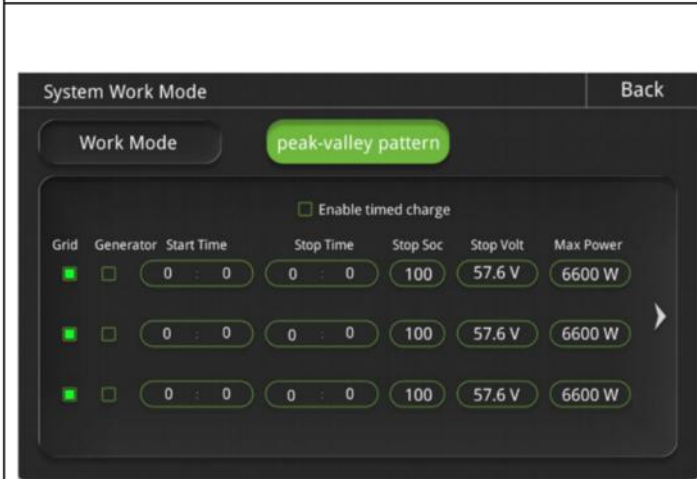 System Work Mode Back
Work Mode peak-valley pattern
Enable timed charge
Grid Generator Start Time Stop Time Stop Soc Stop Volt Max Power
0 : 0 0 : 0 100 57.6 V 6600 W
0 : 0 0 : 0 100 57.6 V 6600 W
0 : 0 0 : 0 100 57.6 V 6600 W